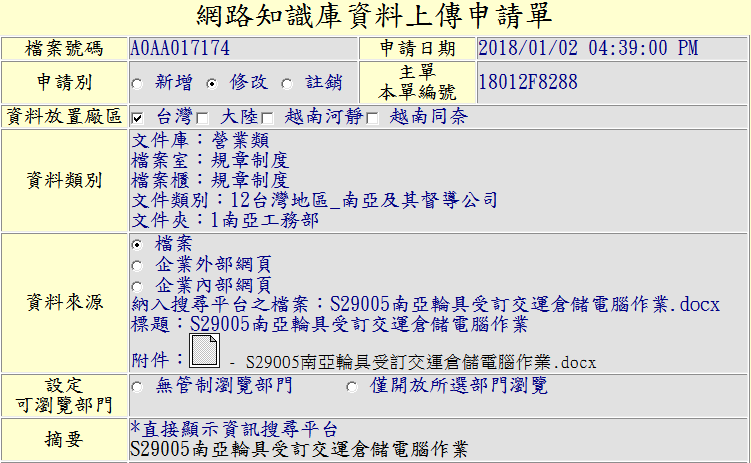 網路知識庫資料上傳申請單
檔案號碼 A0AA017174 申請日期 2018/01/02 04:39:00 PM
申請別 新增 修改 註銷 主單 本單編號 18012F8288
資料放置廠區 台灣 大陸 越南河靜 越南同奈
資料類別
文件庫：營業類
檔案室：規章制度
檔案櫃：規章制度
文件類別：12台灣地區_南亞及其督導公司
文件夾：1南亞工務部
資料來源
檔案
企業外部網頁
企業內部網頁
納入搜尋平台之檔案：S29005南亞輪具受訂交運倉儲電腦作業.docx
標題：S29005南亞輪具受訂交運倉儲電腦作業
附件： - S29005南亞輪具受訂交運倉儲電腦作業.docx
設定
可瀏覽部門
無管制瀏覽部門 僅開放所選部門瀏覽
摘要
*直接顯示資訊搜尋平台
S29005南亞輪具受訂交運倉儲電腦作業